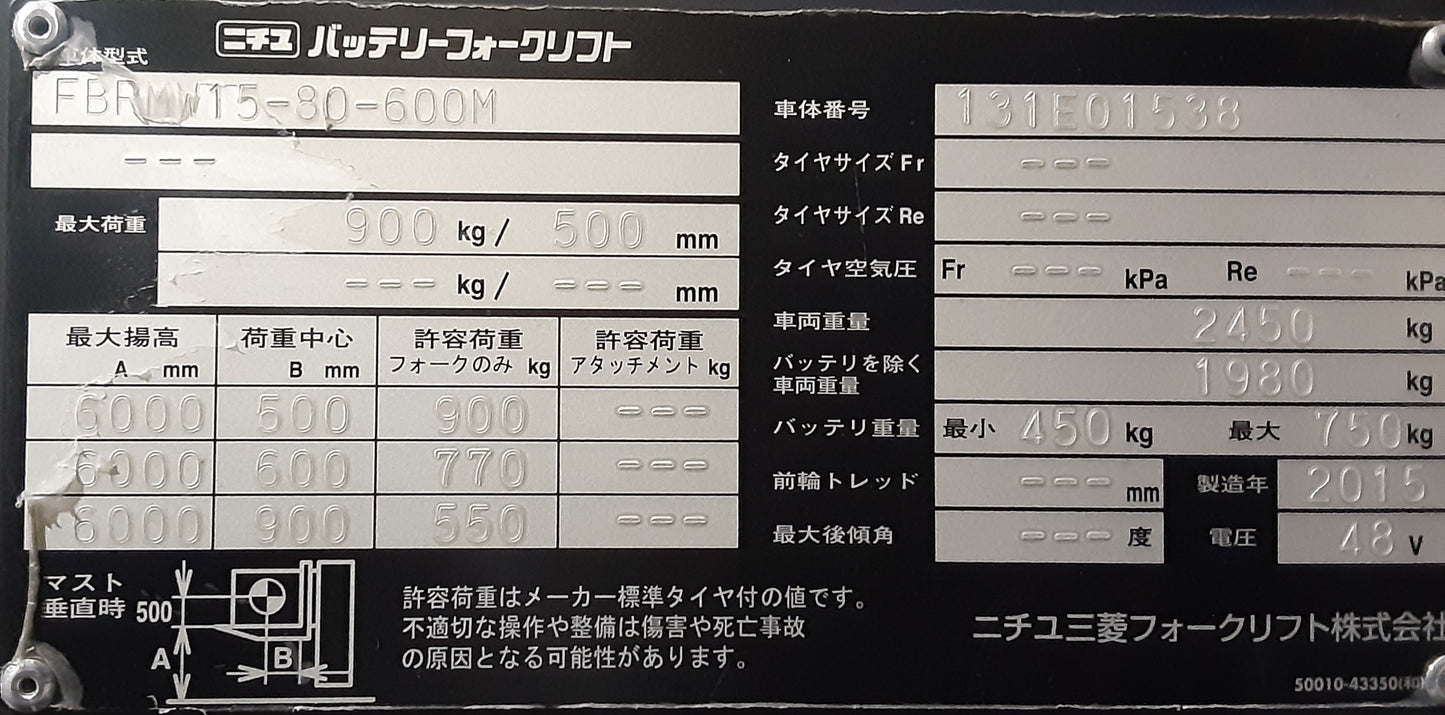 ニチユ バッテリーフォークリフト
車体型式
FBRMW15-80-600M
---
最大荷重 900 kg / 500 mm
--- kg / --- mm
最大揚高 A mm 荷重中心 B mm 許容荷重 フォークのみ kg 許容荷重 アタッチメント kg
6000 500 900 ---
6000 600 770 ---
6000 900 550 ---
車体番号 131E01538
タイヤサイズ Fr ---
タイヤサイズ Re ---
タイヤ空気圧 Fr --- kPa Re --- kPa
車両重量 2450 kg
バッテリを除く
車両重量 1980 kg
バッテリ重量 最小 450 kg 最大 750 kg
前輪トレッド --- mm 製造年 2015
最大後傾角 --- 度 電圧 48 V
マスト
垂直時 500
A B
許容荷重はメーカー標準タイヤ付の値です。
不適切な操作や整備は傷害や死亡事故
の原因となる可能性があります。
ニチユ三菱フォークリフト株式会社
50010-43350(和)